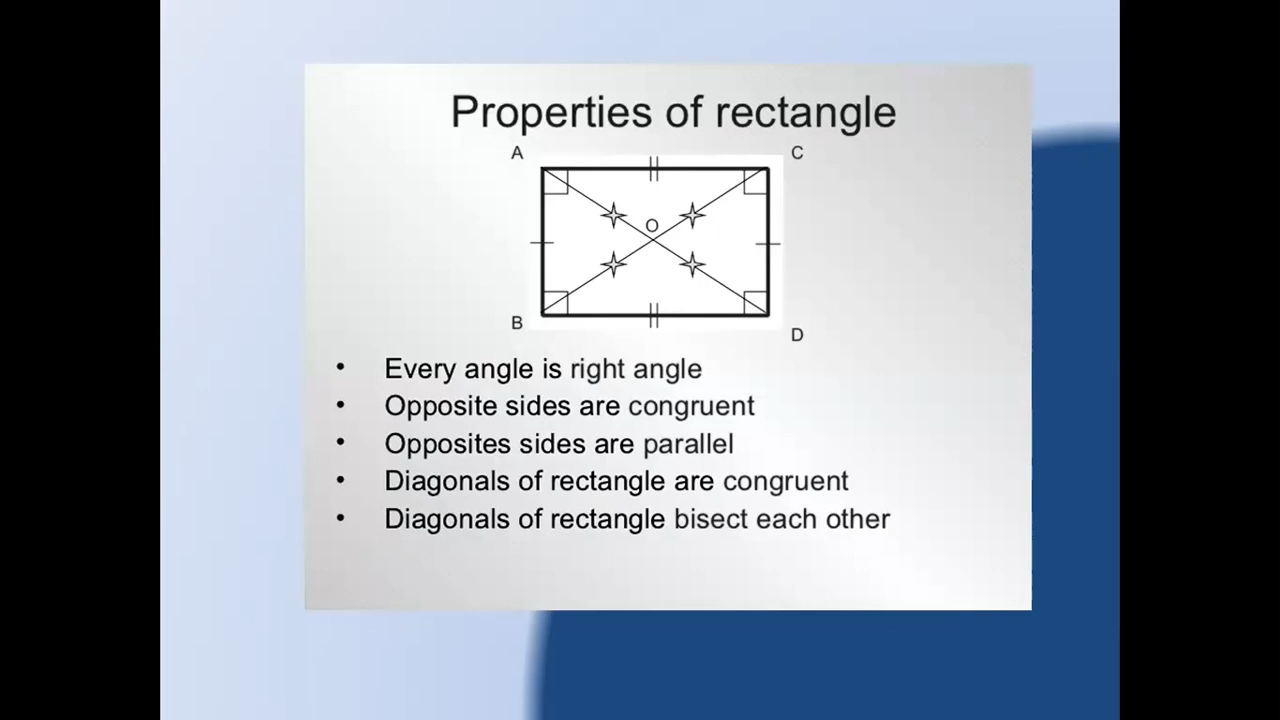 Properties of rectangle
A C
O
B D
• Every angle is right angle
• Opposite sides are congruent
• Opposites sides are parallel
• Diagonals of rectangle are congruent
• Diagonals of rectangle bisect each other